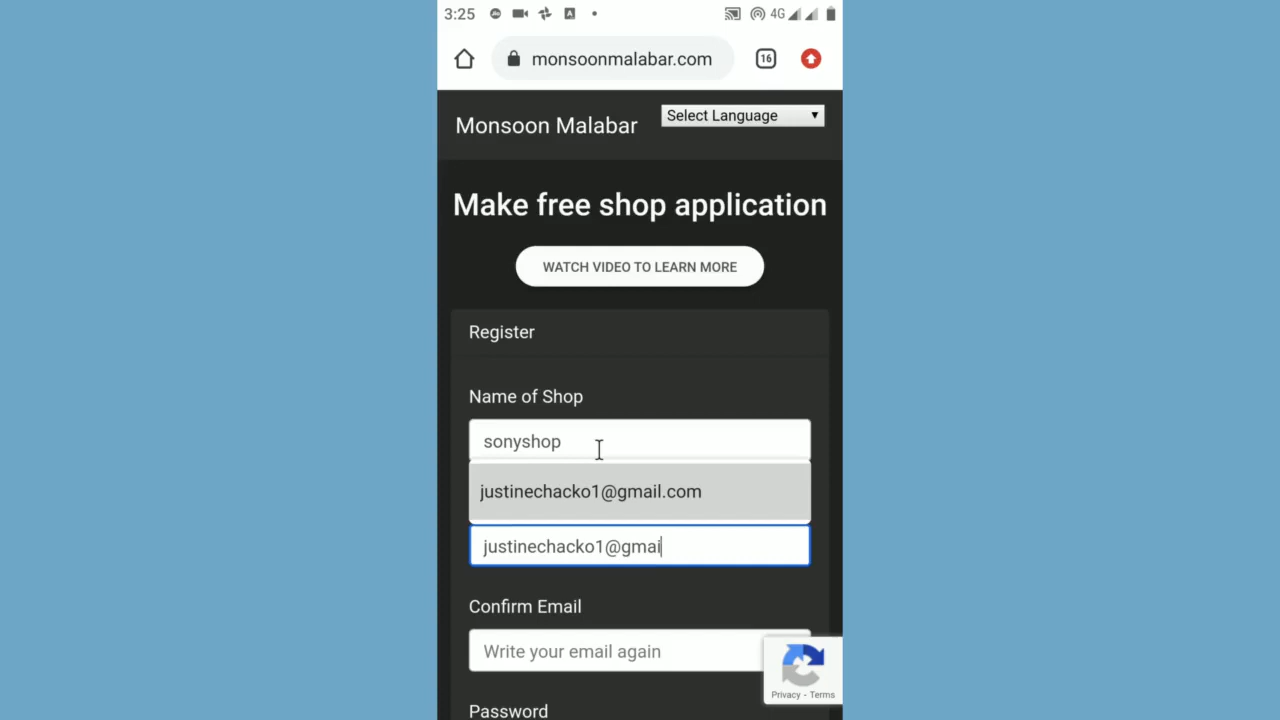 3:25
4G
monsoonmalabar.com
16
Monsoon Malabar
Select Language
Make free shop application
WATCH VIDEO TO LEARN MORE
Register
Name of Shop
sonyshop
justinechacko1@gmail.com
justinechacko1@gmai
Confirm Email
Write your email again
Privacy - Terms
Password